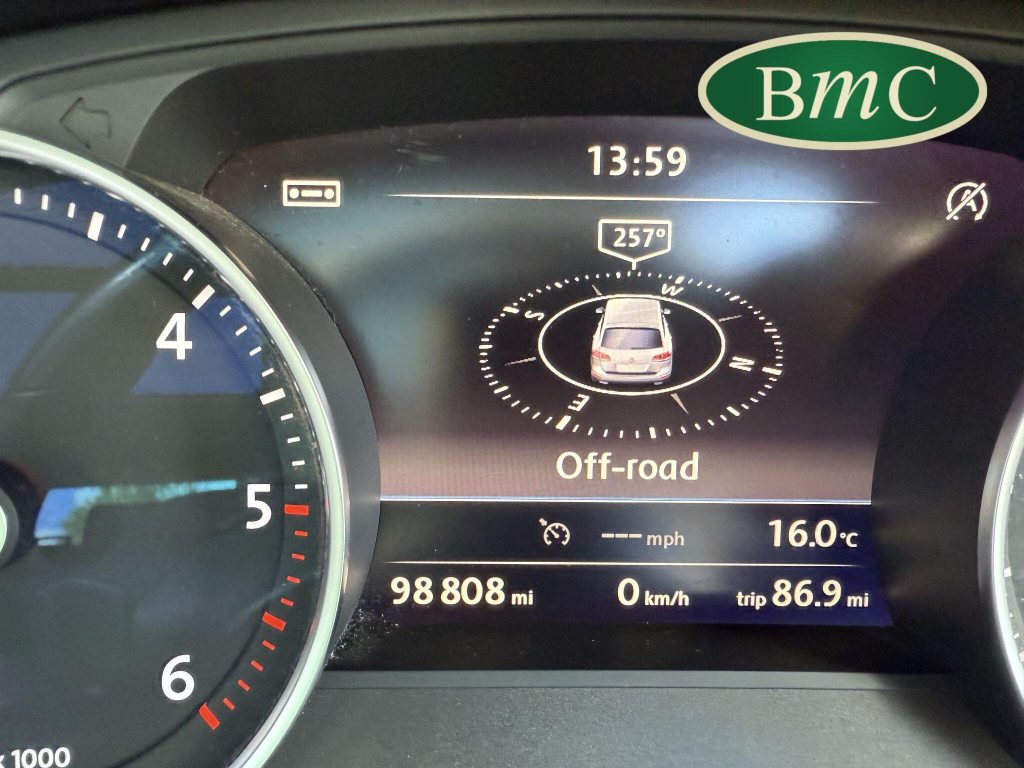 BmC
13:59
257°
S
W
N
E
Off-road
--- mph
16.0°C
98 808 mi
0 km/h
trip 86.9 mi
4
5
6
x 1000